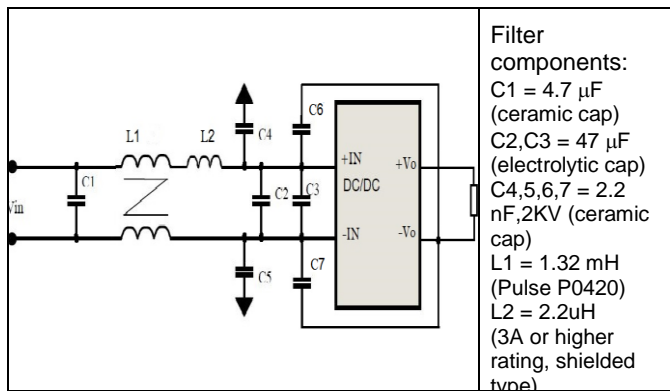 C6
L1 L2 C4
+IN +Vo
DC/DC
C1 C2 C3
Vin
-IN -Vo
C5 C7
Filter
components:
C1 = 4.7 µF
(ceramic cap)
C2,C3 = 47 µF
(electrolytic cap)
C4,5,6,7 = 2.2
nF,2KV (ceramic
cap)
L1 = 1.32 mH
(Pulse P0420)
L2 = 2.2uH
(3A or higher
rating, shielded
type)